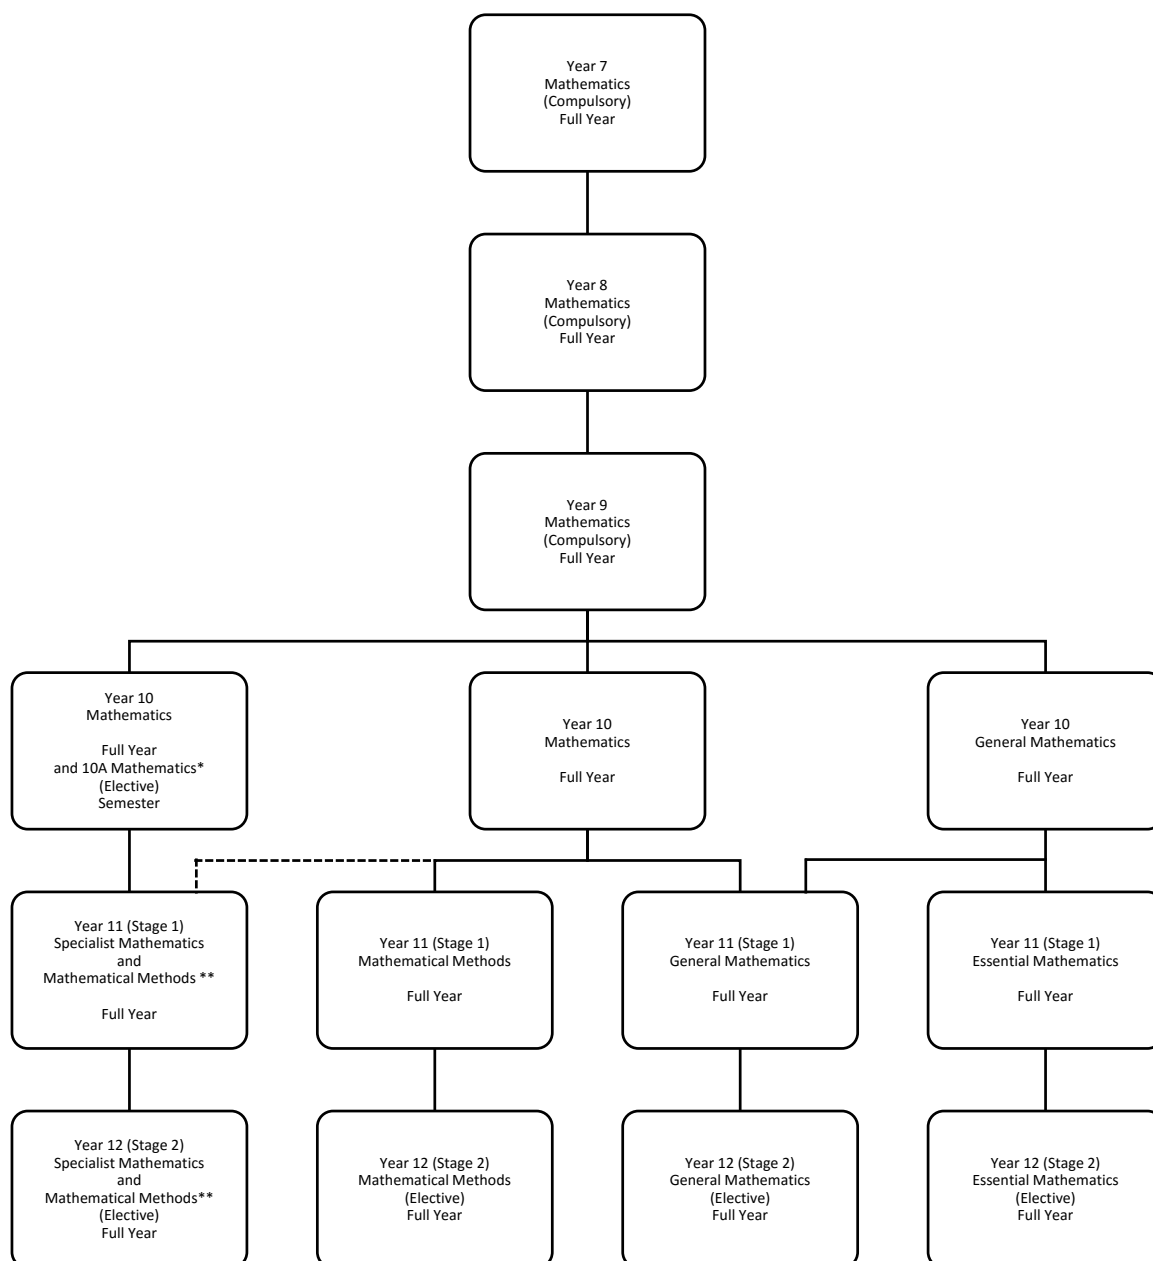 Year 7
Mathematics
(Compulsory)
Full Year
Year 8
Mathematics
(Compulsory)
Full Year
Year 9
Mathematics
(Compulsory)
Full Year
Year 10
Mathematics
Full Year
and 10A Mathematics*
(Elective)
Semester
Year 10
Mathematics
Full Year
Year 10
General Mathematics
Full Year
Year 11 (Stage 1)
Specialist Mathematics
and
Mathematical Methods **
Full Year
Year 11 (Stage 1)
Mathematical Methods
Full Year
Year 11 (Stage 1)
General Mathematics
Full Year
Year 11 (Stage 1)
Essential Mathematics
Full Year
Year 12 (Stage 2)
Specialist Mathematics
and
Mathematical Methods**
(Elective)
Full Year
Year 12 (Stage 2)
Mathematical Methods
(Elective)
Full Year
Year 12 (Stage 2)
General Mathematics
(Elective)
Full Year
Year 12 (Stage 2)
Essential Mathematics
(Elective)
Full Year